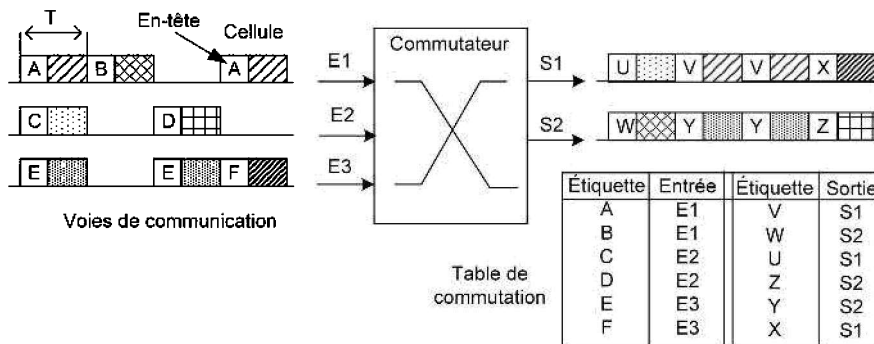 T
En-tête
Cellule
A B A
C D
E E F
Voies de communication
E1
E2
E3
Commutateur
S1
S2
U V V X
W Y Y Z
Table de
commutation
Étiquette Entrée Étiquette Sortie
A E1 V S1
B E1 W S2
C E2 U S1
D E2 Z S2
E E3 Y S2
F E3 X S1